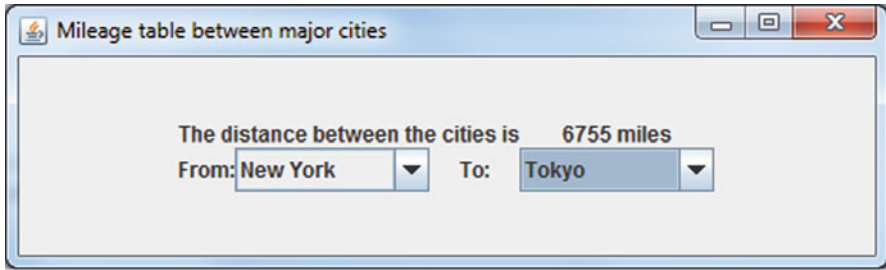 Mileage table between major cities
The distance between the cities is 6755 miles
From: New York To: Tokyo